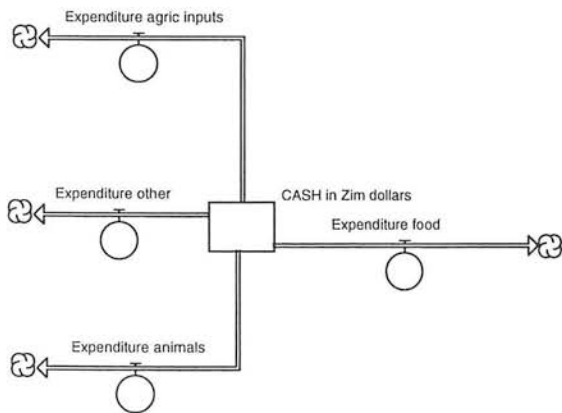 Expenditure agric inputs
Expenditure other
CASH in Zim dollars
Expenditure food
Expenditure animals